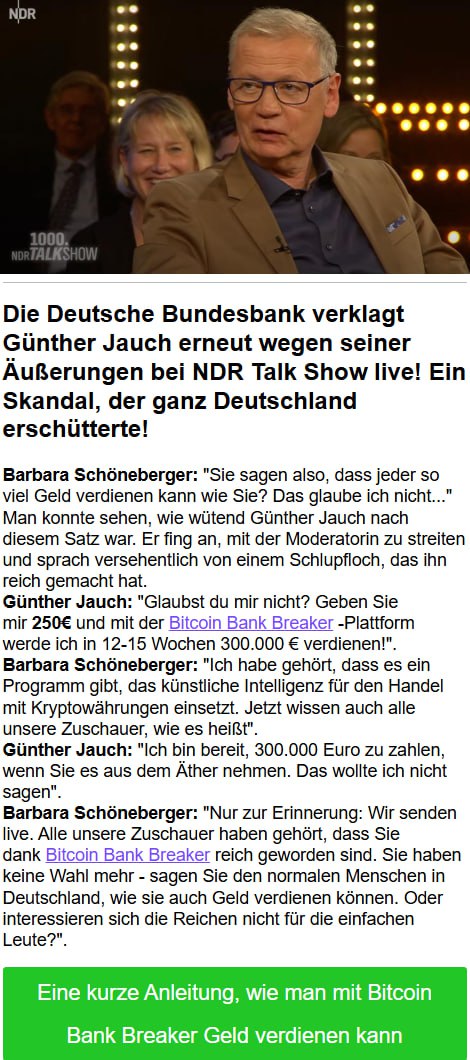 NDR
1000.
NDR TALKSHOW
Die Deutsche Bundesbank verklagt
Günther Jauch erneut wegen seiner
Äußerungen bei NDR Talk Show live! Ein
Skandal, der ganz Deutschland
erschütterte!
Barbara Schöneberger: "Sie sagen also, dass jeder so
viel Geld verdienen kann wie Sie? Das glaube ich nicht..."
Man konnte sehen, wie wütend Günther Jauch nach
diesem Satz war. Er fing an, mit der Moderatorin zu streiten
und sprach versehentlich von einem Schlupfloch, das ihn
reich gemacht hat.
Günther Jauch: "Glaubst du mir nicht? Geben Sie
mir 250€ und mit der Bitcoin Bank Breaker -Plattform
werde ich in 12-15 Wochen 300.000 € verdienen!".
Barbara Schöneberger: "Ich habe gehört, dass es ein
Programm gibt, das künstliche Intelligenz für den Handel
mit Kryptowährungen einsetzt. Jetzt wissen auch alle
unsere Zuschauer, wie es heißt".
Günther Jauch: "Ich bin bereit, 300.000 Euro zu zahlen,
wenn Sie es aus dem Äther nehmen. Das wollte ich nicht
sagen".
Barbara Schöneberger: "Nur zur Erinnerung: Wir senden
live. Alle unsere Zuschauer haben gehört, dass Sie
dank Bitcoin Bank Breaker reich geworden sind. Sie haben
keine Wahl mehr - sagen Sie den normalen Menschen in
Deutschland, wie sie auch Geld verdienen können. Oder
interessieren sich die Reichen nicht für die einfachen
Leute?".
Eine kurze Anleitung, wie man mit Bitcoin
Bank Breaker Geld verdienen kann